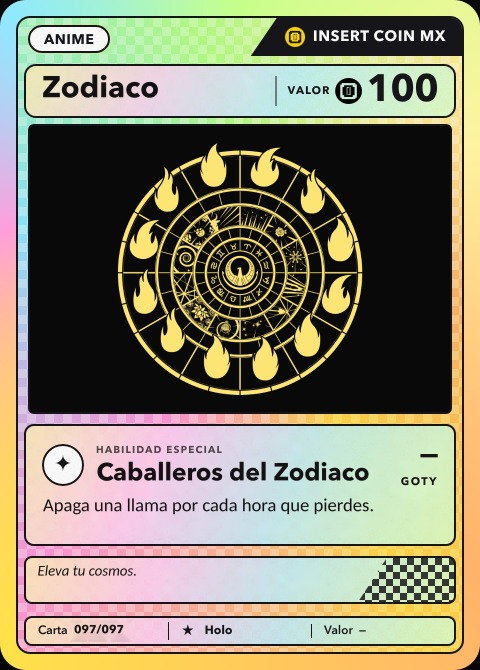 ANIME
INSERT COIN MX
Zodiaco
VALOR 100
HABILIDAD ESPECIAL
Caballeros del Zodiaco
–
GOTY
Apaga una llama por cada hora que pierdes.
Eleva tu cosmos.
Carta 097/097 ★ Holo Valor –